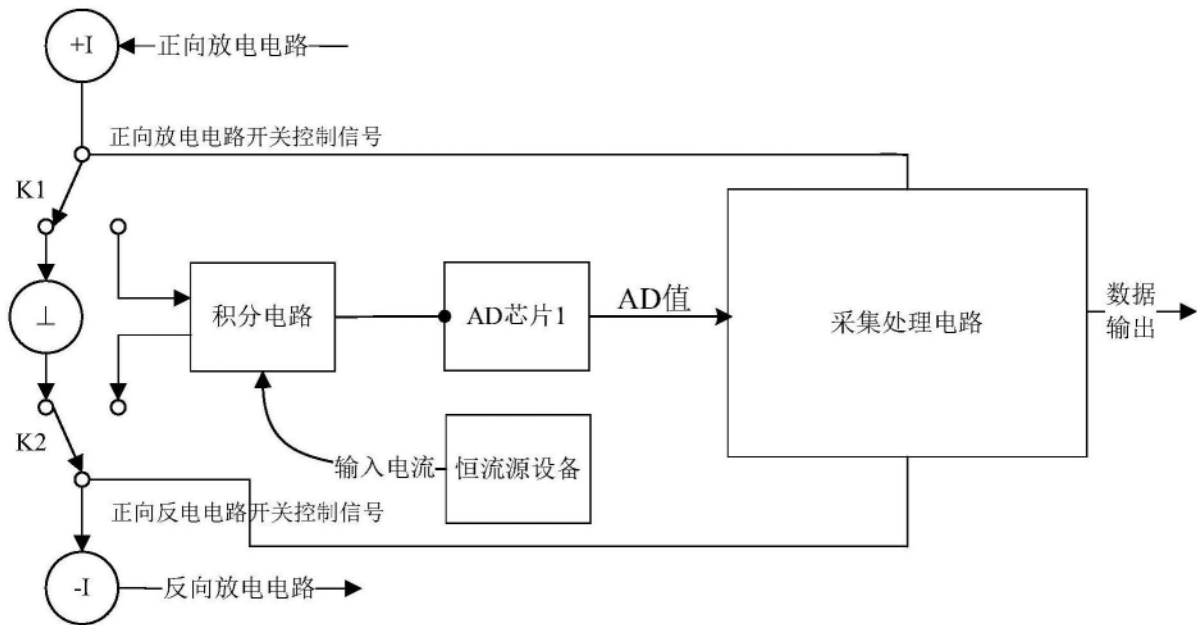 +I
正向放电电路
正向放电电路开关控制信号
K1
⊥
积分电路
AD芯片1
AD值
采集处理电路
数据
输出
K2
输入电流
恒流源设备
正向反电电路开关控制信号
-I
反向放电电路